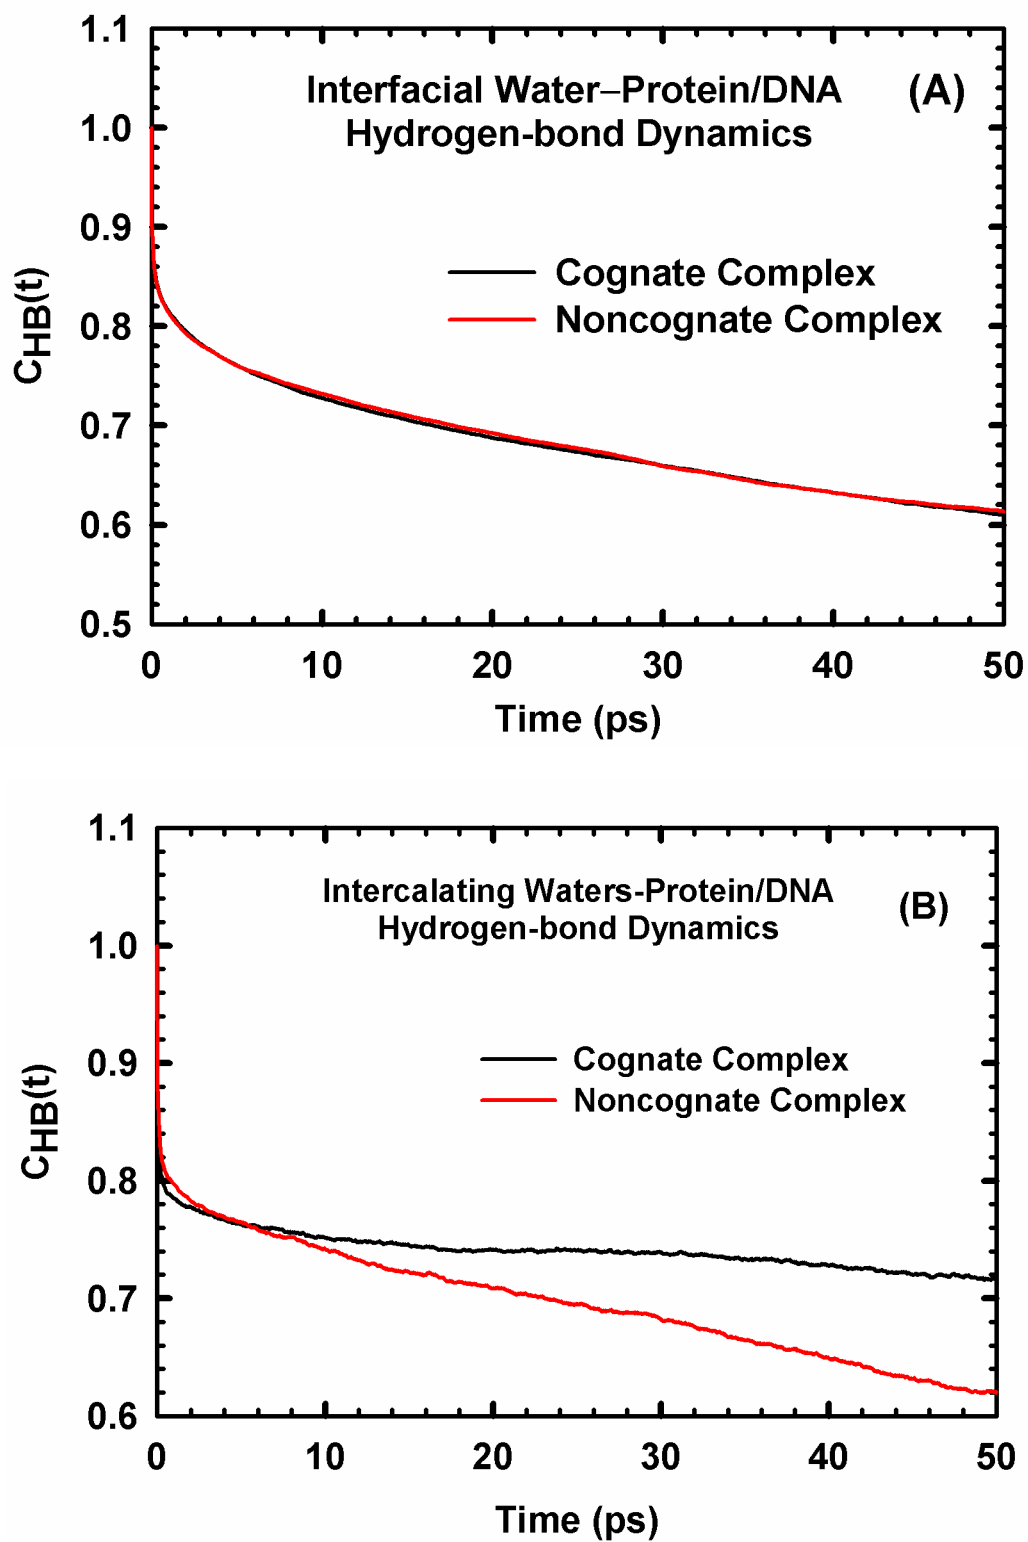 1.1
Interfacial Water–Protein/DNA (A)
Hydrogen-bond Dynamics
1.0
0.9
Cognate Complex
Noncognate Complex
0.8
CHB(t)
0.7
0.6
0.5
0 10 20 30 40 50
Time (ps)
1.1
Intercalating Waters-Protein/DNA (B)
Hydrogen-bond Dynamics
1.0
0.9
Cognate Complex
Noncognate Complex
CHB(t)
0.8
0.7
0.6
0 10 20 30 40 50
Time (ps)